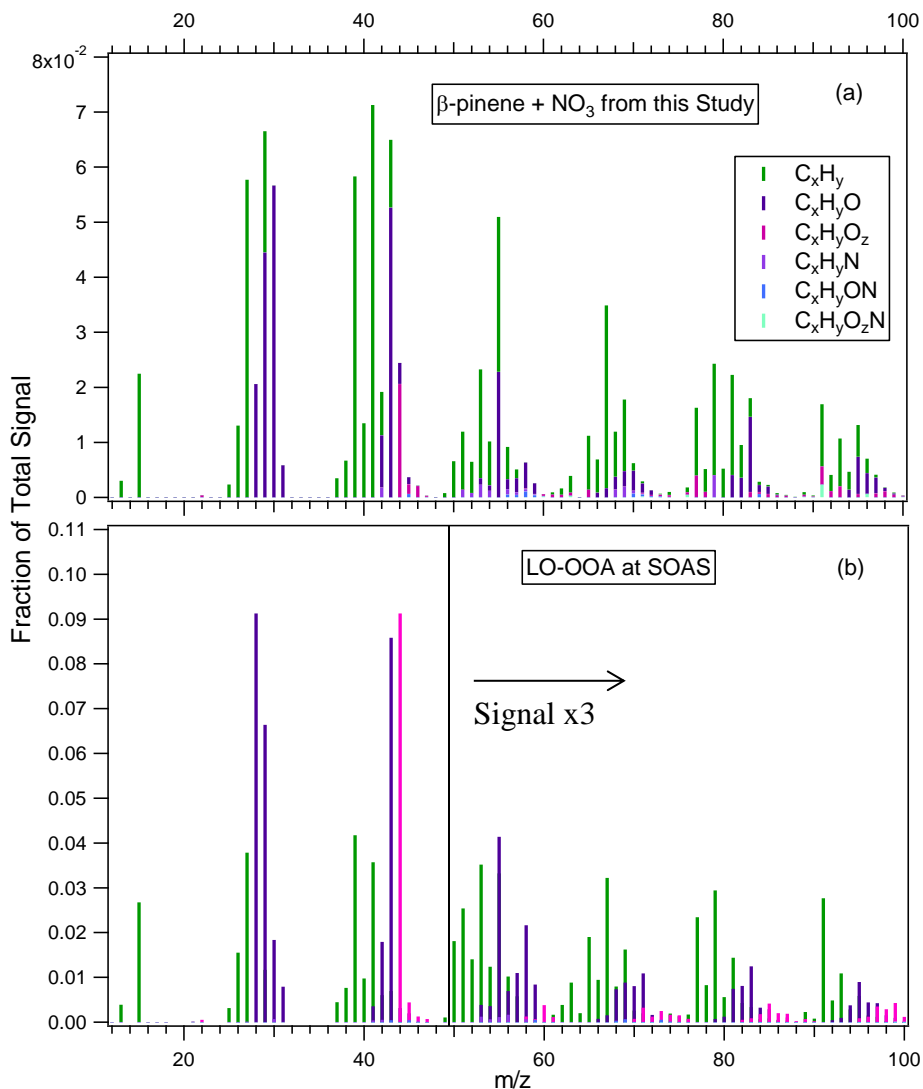 20 40 60 80 100
8x10⁻²
7
6
5
4
3
2
1
0
β-pinene + NO₃ from this Study
(a)
CₓHᵧ
CₓHᵧO
CₓHᵧO_z
CₓHᵧN
CₓHᵧON
CₓHᵧO_zN
Fraction of Total Signal
0.11
0.10
0.09
0.08
0.07
0.06
0.05
0.04
0.03
0.02
0.01
0.00
LO-OOA at SOAS
(b)
Signal x3
20 40 60 80 100
m/z